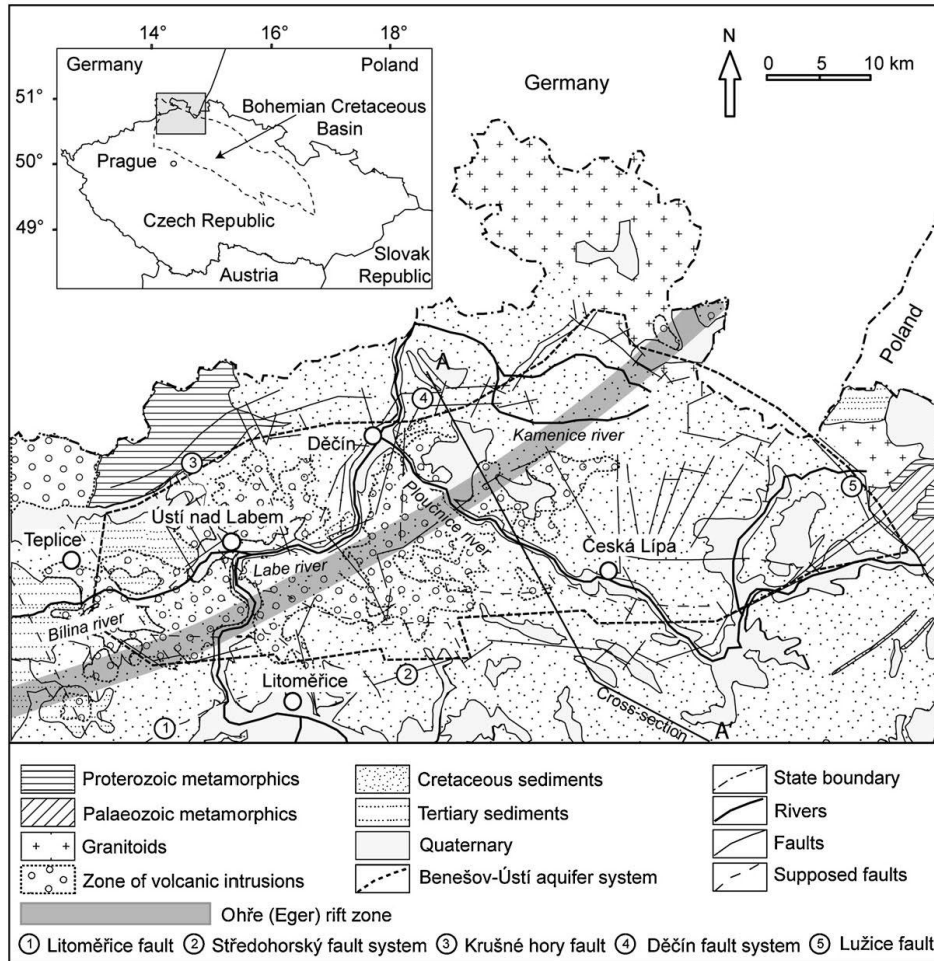 14° 16° 18°
Germany Poland
51°
Bohemian Cretaceous
Basin
50°
Prague
49°
Czech Republic
Slovak
Republic
Austria
N
0 5 10 km
Germany
Poland
A
4
Děčín
Kamenice river
3
5
Ploučnice river
Ústí nad Labem
Teplice
Česká Lípa
Labe river
Bílina river
Litoměřice
2
Cross-section
1
A
Proterozoic metamorphics
Palaeozoic metamorphics
Granitoids
Zone of volcanic intrusions
Cretaceous sediments
Tertiary sediments
Quaternary
Benešov-Ústí aquifer system
State boundary
Rivers
Faults
Supposed faults
Ohře (Eger) rift zone
1 Litoměřice fault 2 Středohorský fault system 3 Krušné hory fault 4 Děčín fault system 5 Lužice fault